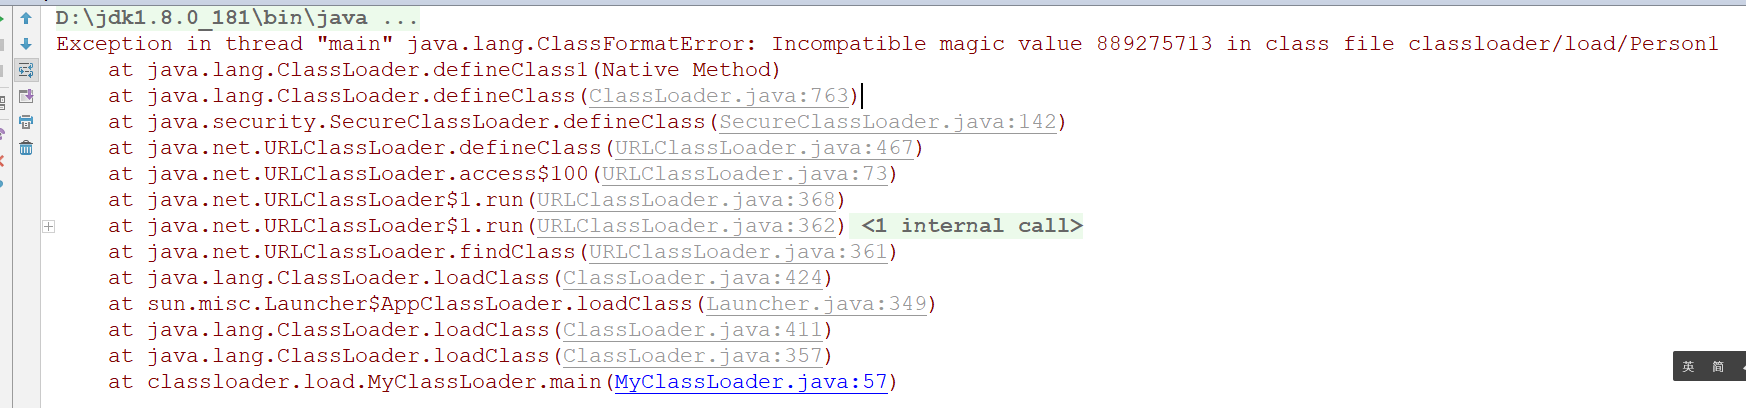 D:\jdk1.8.0_181\bin\java ...
Exception in thread "main" java.lang.ClassFormatError: Incompatible magic value 889275713 in class file classloader/load/Person1
at java.lang.ClassLoader.defineClass1(Native Method)
at java.lang.ClassLoader.defineClass(ClassLoader.java:763)
at java.security.SecureClassLoader.defineClass(SecureClassLoader.java:142)
at java.net.URLClassLoader.defineClass(URLClassLoader.java:467)
at java.net.URLClassLoader.access$100(URLClassLoader.java:73)
at java.net.URLClassLoader$1.run(URLClassLoader.java:368)
at java.net.URLClassLoader$1.run(URLClassLoader.java:362) <1 internal call>
at java.net.URLClassLoader.findClass(URLClassLoader.java:361)
at java.lang.ClassLoader.loadClass(ClassLoader.java:424)
at sun.misc.Launcher$AppClassLoader.loadClass(Launcher.java:349)
at java.lang.ClassLoader.loadClass(ClassLoader.java:411)
at java.lang.ClassLoader.loadClass(ClassLoader.java:357)
at classloader.load.MyClassLoader.main(MyClassLoader.java:57)
英 简